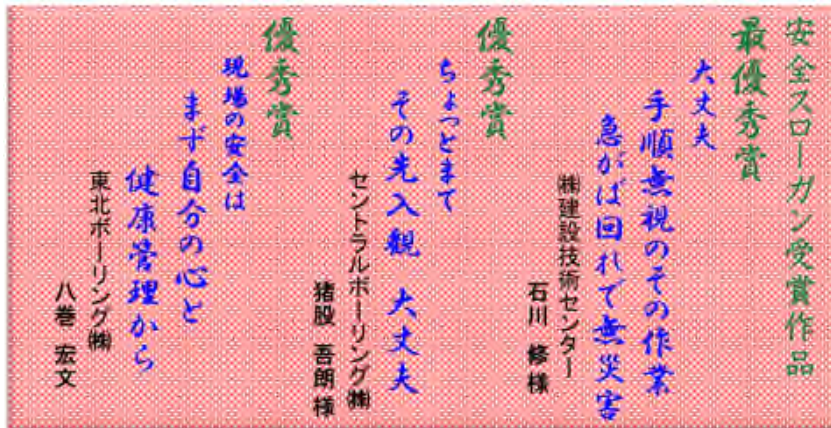 安全スローガン受賞作品
最優秀賞
大丈夫
手順無視のその作業
急がば回れで無災害
㈱建設技術センター
石川 修 様
優秀賞
ちょっとまて
その先入観 大丈夫
セントラルボーリング㈱
猪股 吾朗 様
優秀賞
現場の安全は
まず自分の心と
健康管理から
東北ボーリング㈱
八巻 宏文